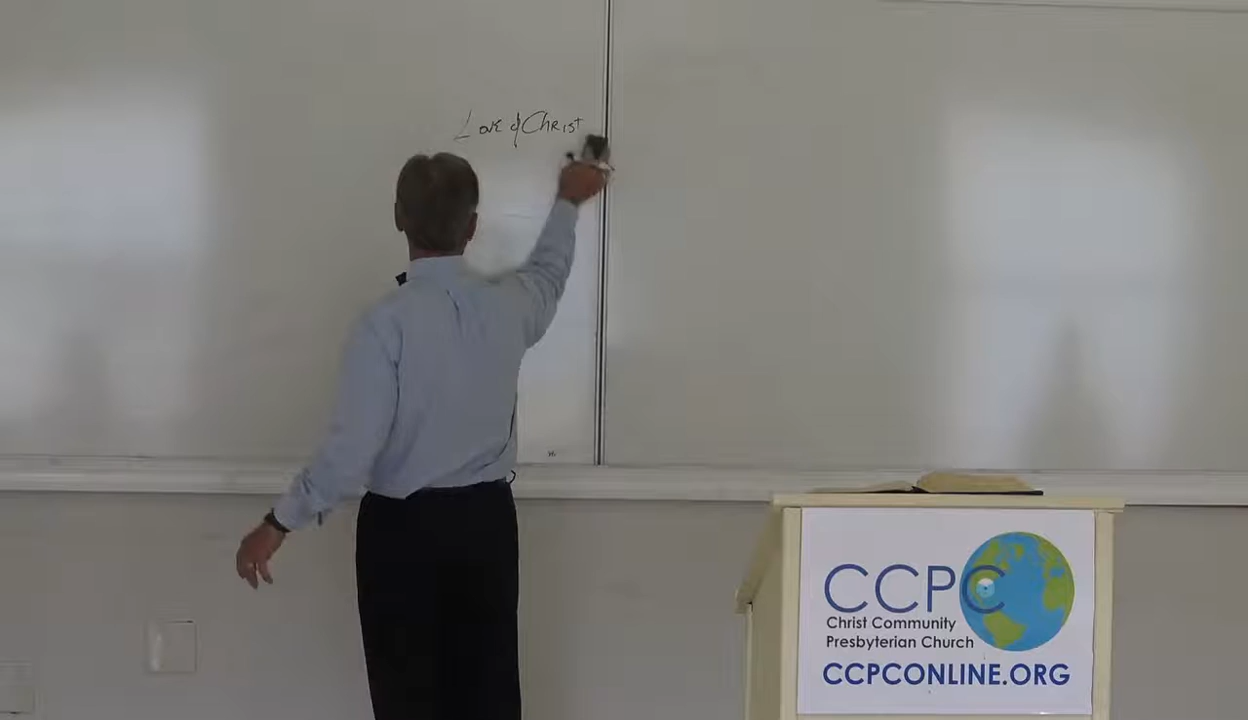 Love of Christ
CCPC
Christ Community
Presbyterian Church
CCPCONLINE.ORG